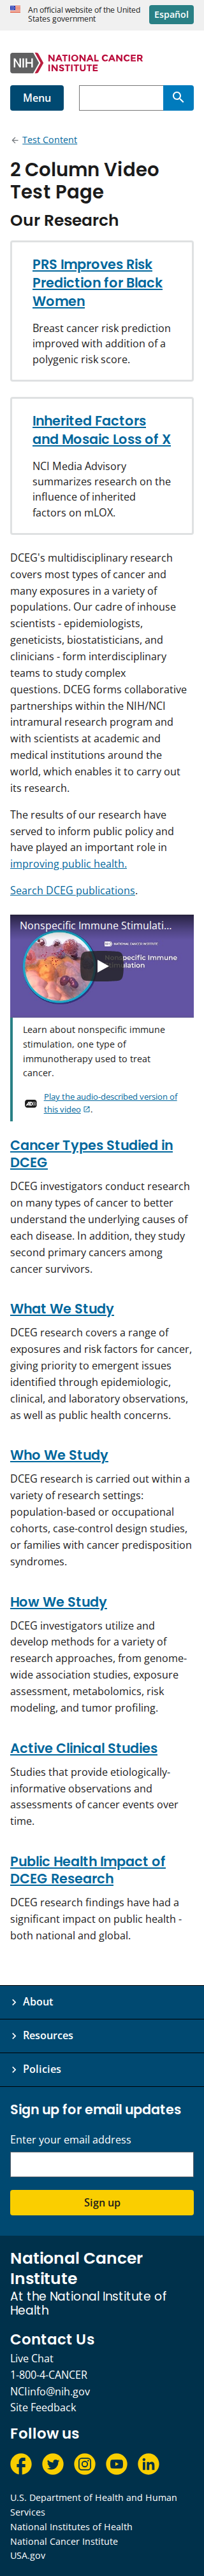 An official website of the United
States government
Español
NIH NATIONAL CANCER
INSTITUTE
Menu
Test Content
2 Column Video
Test Page
Our Research
PRS Improves Risk
Prediction for Black
Women
Breast cancer risk prediction
improved with addition of a
polygenic risk score.
Inherited Factors
and Mosaic Loss of X
NCI Media Advisory
summarizes research on the
influence of inherited
factors on mLOX.
DCEG's multidisciplinary research
covers most types of cancer and
many exposures in a variety of
populations. Our cadre of inhouse
scientists - epidemiologists,
geneticists, biostatisticians, and
clinicians - form interdisciplinary
teams to study complex
questions. DCEG forms collaborative
partnerships within the NIH/NCI
intramural research program and
with scientists at academic and
medical institutions around the
world, which enables it to carry out
its research.
The results of our research have
served to inform public policy and
have played an important role in
improving public health.
Search DCEG publications.
Nonspecific Immune Stimulati...
NATIONAL CANCER INSTITUTE
Nonspecific Immune
Stimulation
Learn about nonspecific immune
stimulation, one type of
immunotherapy used to treat
cancer.
AD
Play the audio-described version of
this video.
Cancer Types Studied in
DCEG
DCEG investigators conduct research
on many types of cancer to better
understand the underlying causes of
each disease. In addition, they study
second primary cancers among
cancer survivors.
What We Study
DCEG research covers a range of
exposures and risk factors for cancer,
giving priority to emergent issues
identified through epidemiologic,
clinical, and laboratory observations,
as well as public health concerns.
Who We Study
DCEG research is carried out within a
variety of research settings:
population-based or occupational
cohorts, case-control design studies,
or families with cancer predisposition
syndromes.
How We Study
DCEG investigators utilize and
develop methods for a variety of
research approaches, from genome-
wide association studies, exposure
assessment, metabolomics, risk
modeling, and tumor profiling.
Active Clinical Studies
Studies that provide etiologically-
informative observations and
assessments of cancer events over
time.
Public Health Impact of
DCEG Research
DCEG research findings have had a
significant impact on public health -
both national and global.
About
Resources
Policies
Sign up for email updates
Enter your email address
Sign up
National Cancer
Institute
At the National Institute of
Health
Contact Us
Live Chat
1-800-4-CANCER
NCIinfo@nih.gov
Site Feedback
Follow us
U.S. Department of Health and Human
Services
National Institutes of Health
National Cancer Institute
USA.gov